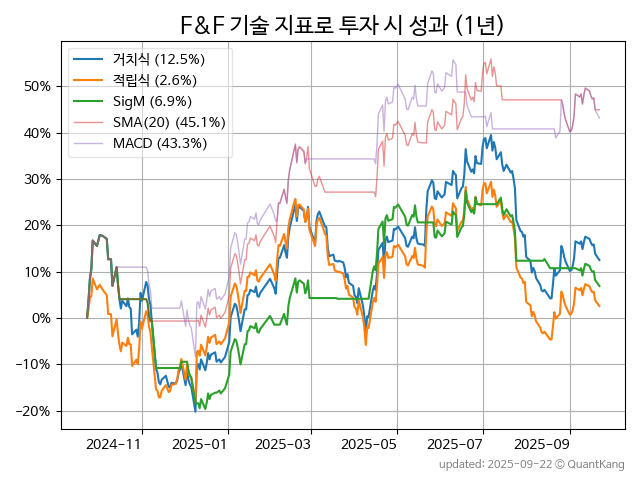 F&F 기술 지표로 투자 시 성과 (1년)
거치식 (12.5%)
적립식 (2.6%)
SigM (6.9%)
SMA(20) (45.1%)
MACD (43.3%)
50%
40%
30%
20%
10%
0%
−10%
−20%
2024-11
2025-01
2025-03
2025-05
2025-07
2025-09
updated: 2025-09-22 © QuantKang